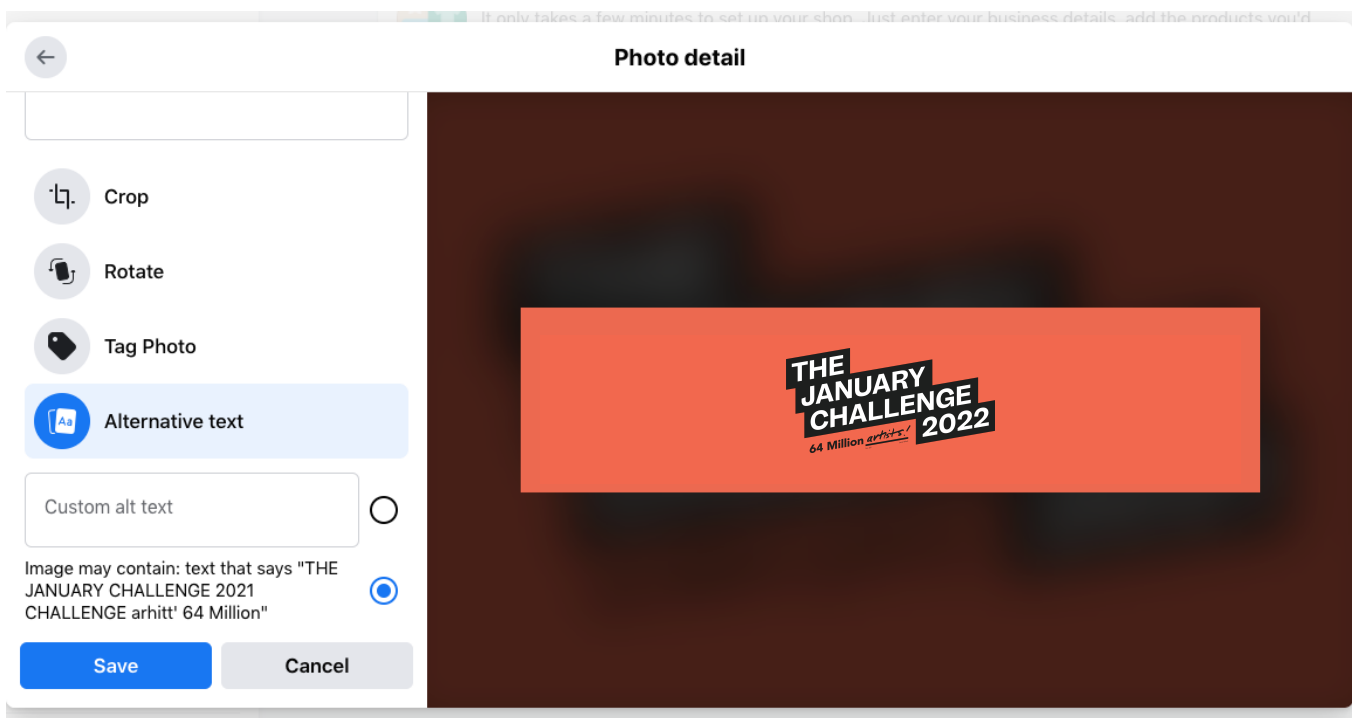 It only takes a few minutes to set up your shop. Just enter your business details, add the products you'd
Photo detail
Crop
Rotate
Tag Photo
Aa
Alternative text
Custom alt text
Image may contain: text that says "THE
JANUARY CHALLENGE 2021
CHALLENGE arhitt' 64 Million"
Save
Cancel
THE
JANUARY
CHALLENGE
2022
64 Million artists!